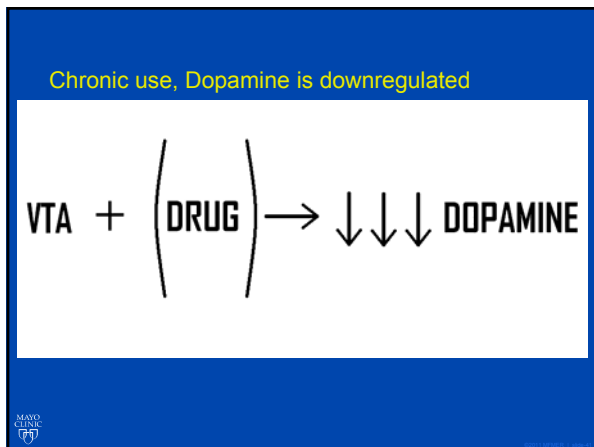 Chronic use, Dopamine is downregulated
VTA + (DRUG) → ↓↓↓ DOPAMINE
MAYO
CLINIC